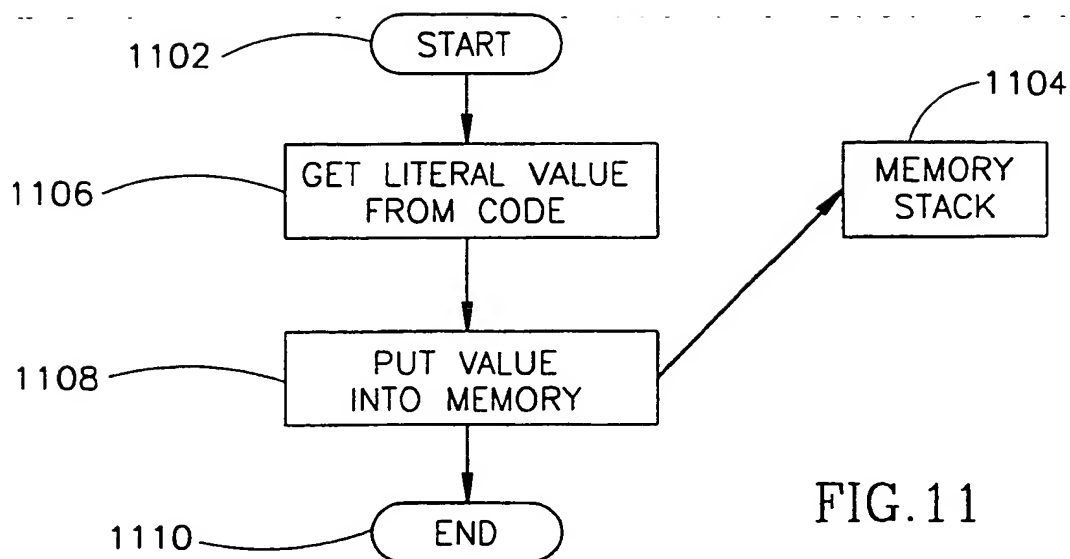 1102
START
1104
1106
GET LITERAL VALUE
FROM CODE
MEMORY
STACK
1108
PUT VALUE
INTO MEMORY
1110
END
FIG.11